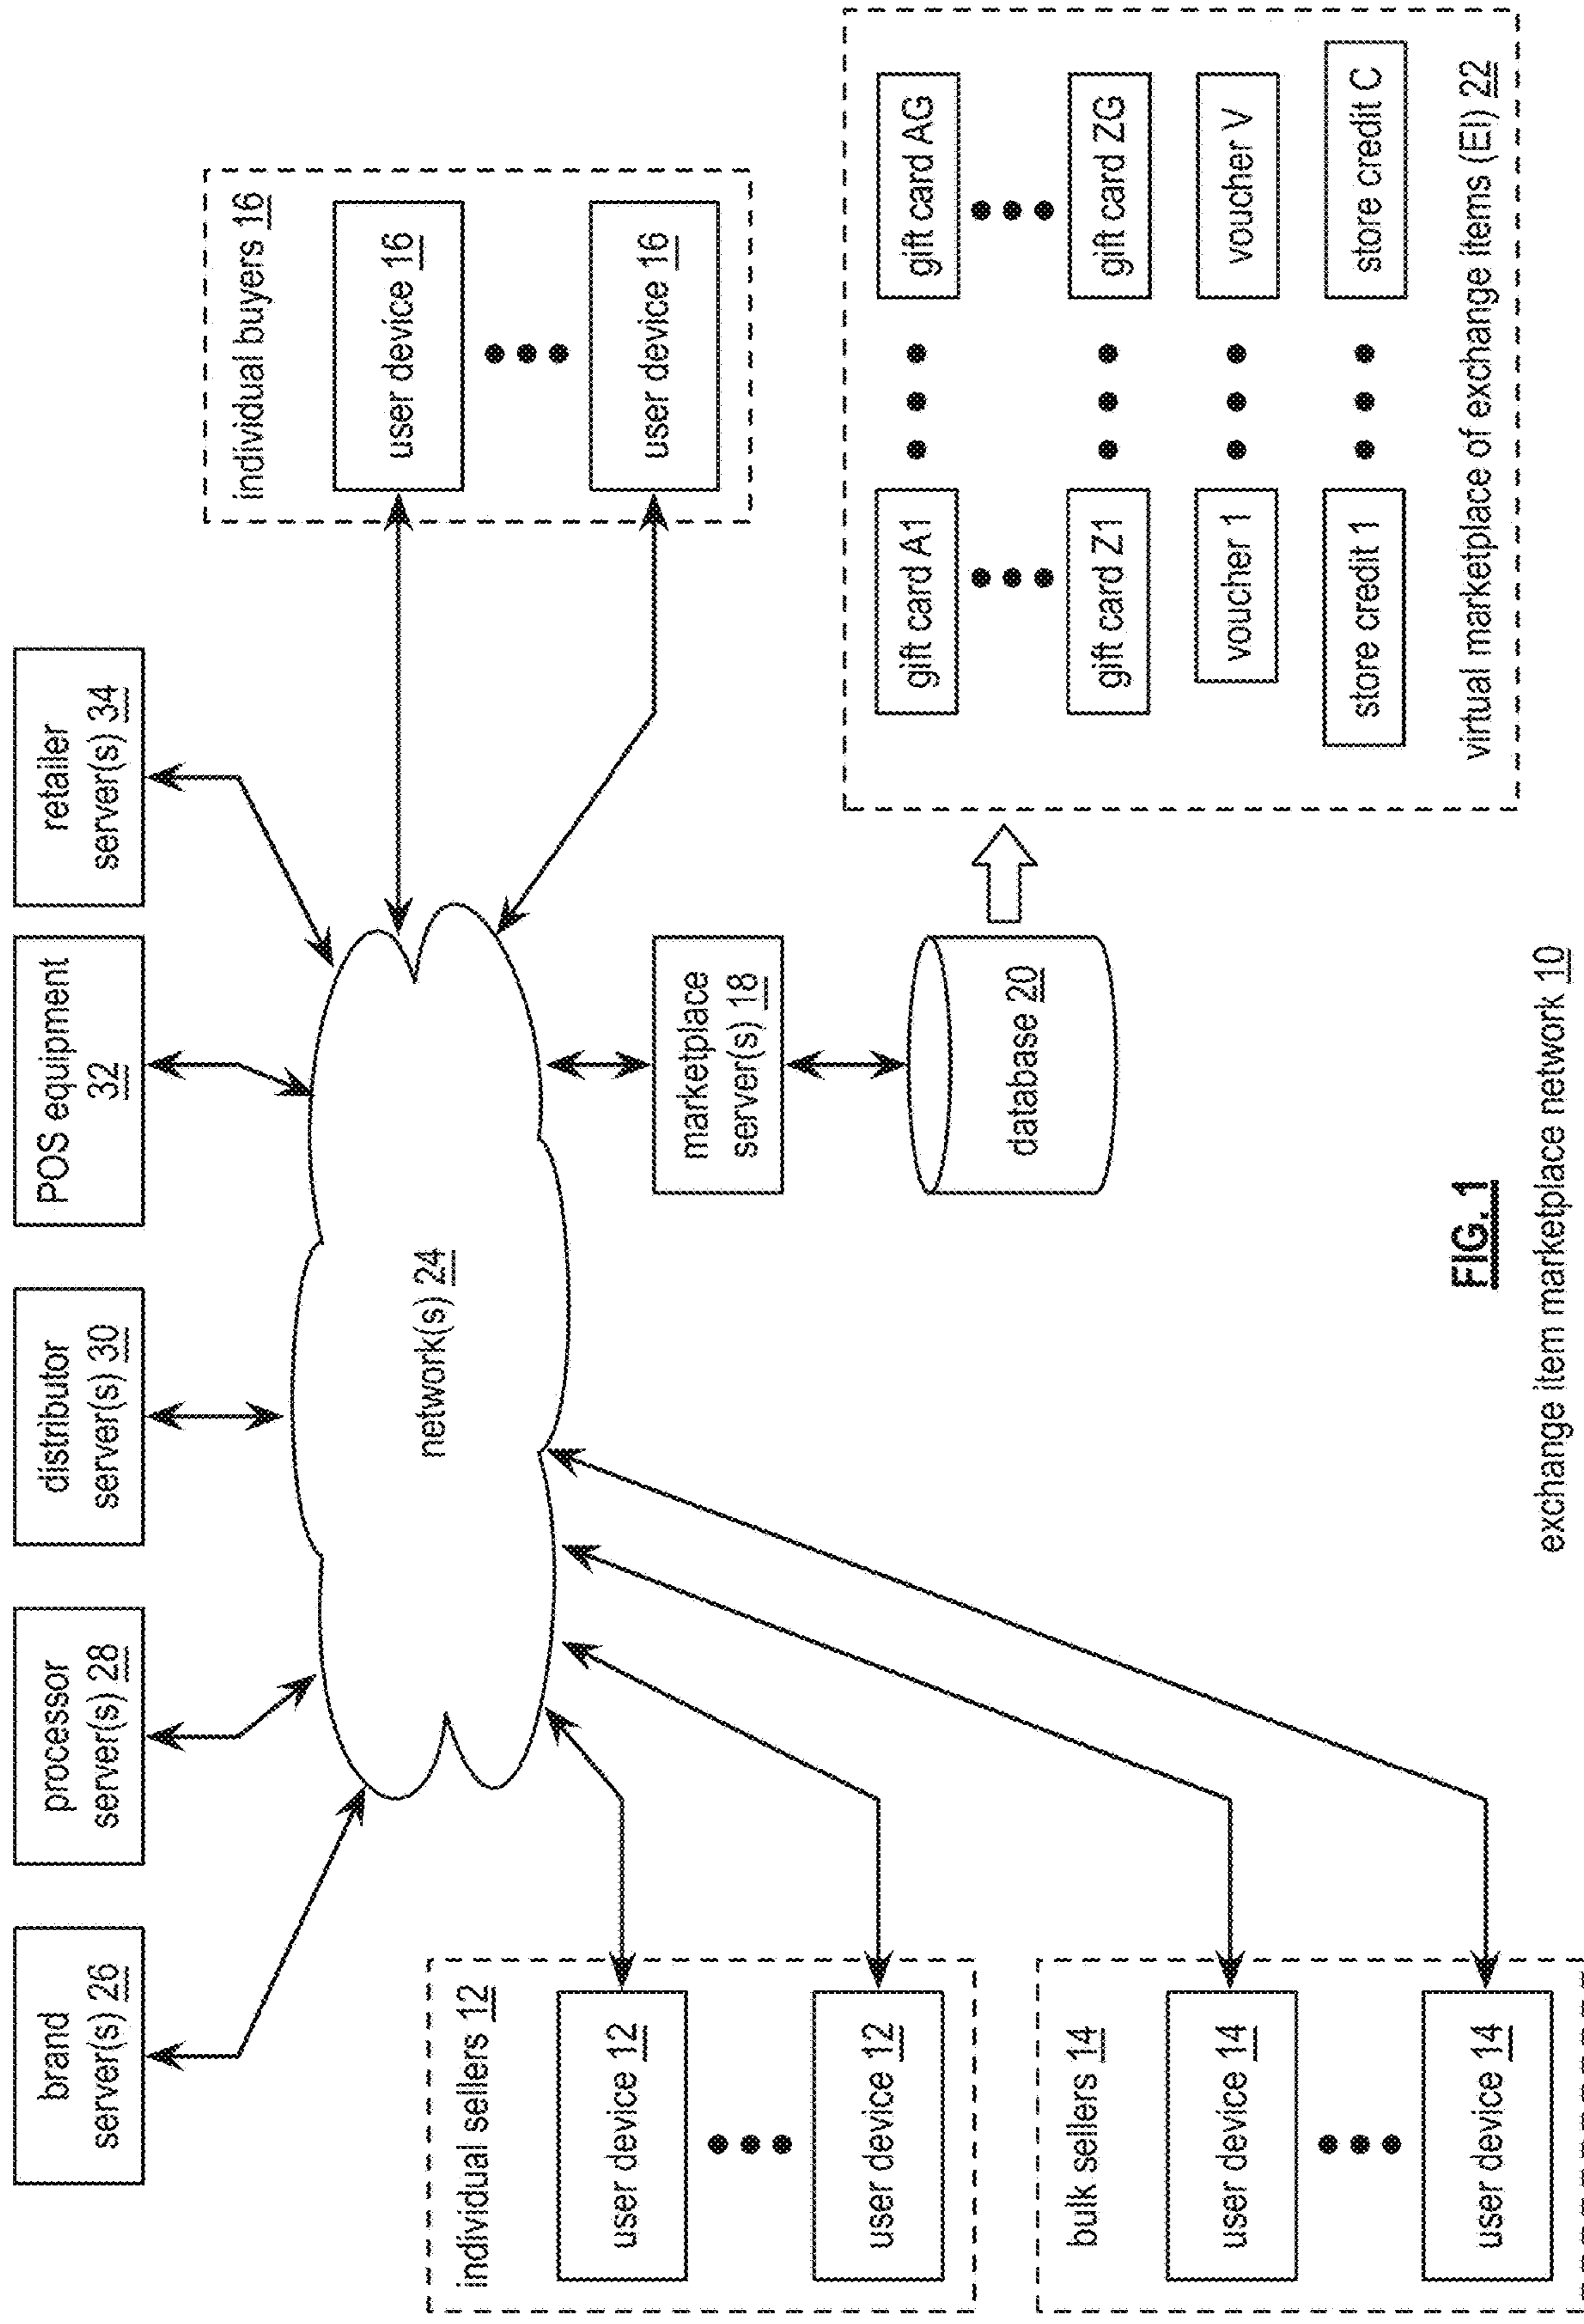 brand
server(s) 26
processor
server(s) 28
distributor
server(s) 30
POS equipment
32
retailer
server(s) 34
individual buyers 16
user device 16
user device 16
network(s) 24
individual sellers 12
user device 12
user device 12
marketplace
server(s) 18
database 20
bulk sellers 14
user device 14
user device 14
gift card A1
gift card AG
gift card Z1
gift card ZG
voucher 1
voucher V
store credit 1
store credit C
virtual marketplace of exchange items (EI) 22
FIG. 1
exchange item marketplace network 10